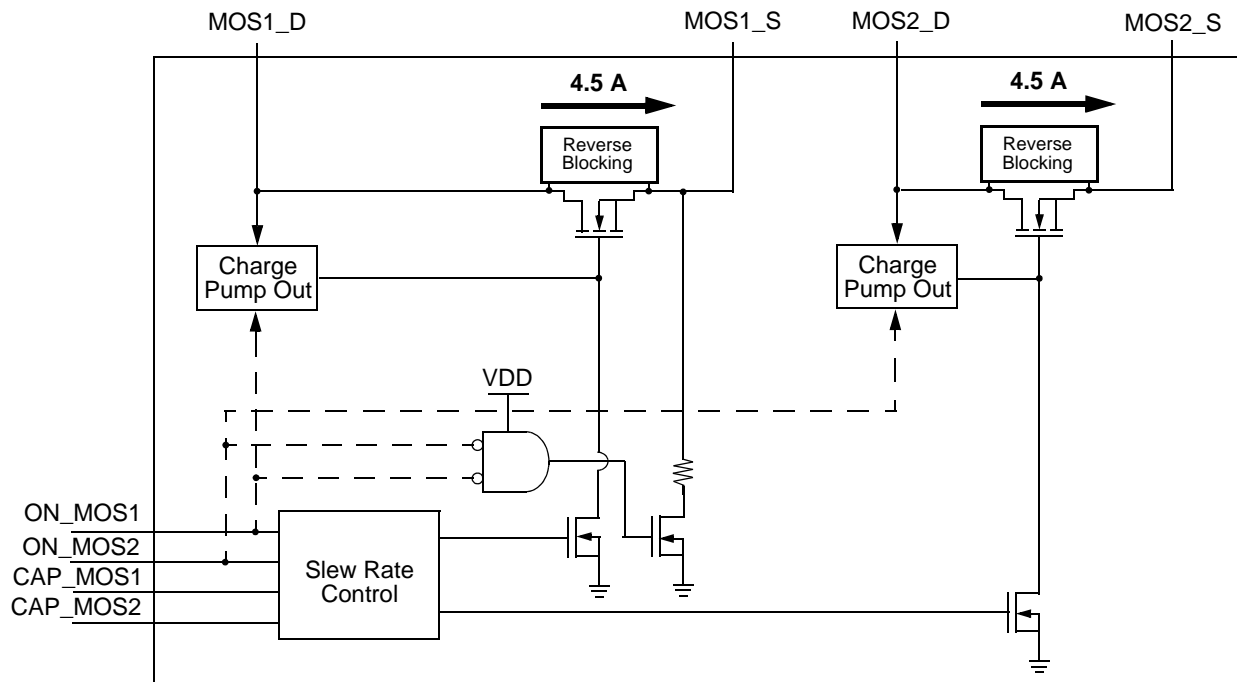 MOS1_D
MOS1_S
MOS2_D
MOS2_S
4.5 A
4.5 A
Reverse
Blocking
Reverse
Blocking
Charge
Pump Out
Charge
Pump Out
VDD
ON_MOS1
ON_MOS2
CAP_MOS1
CAP_MOS2
Slew Rate
Control